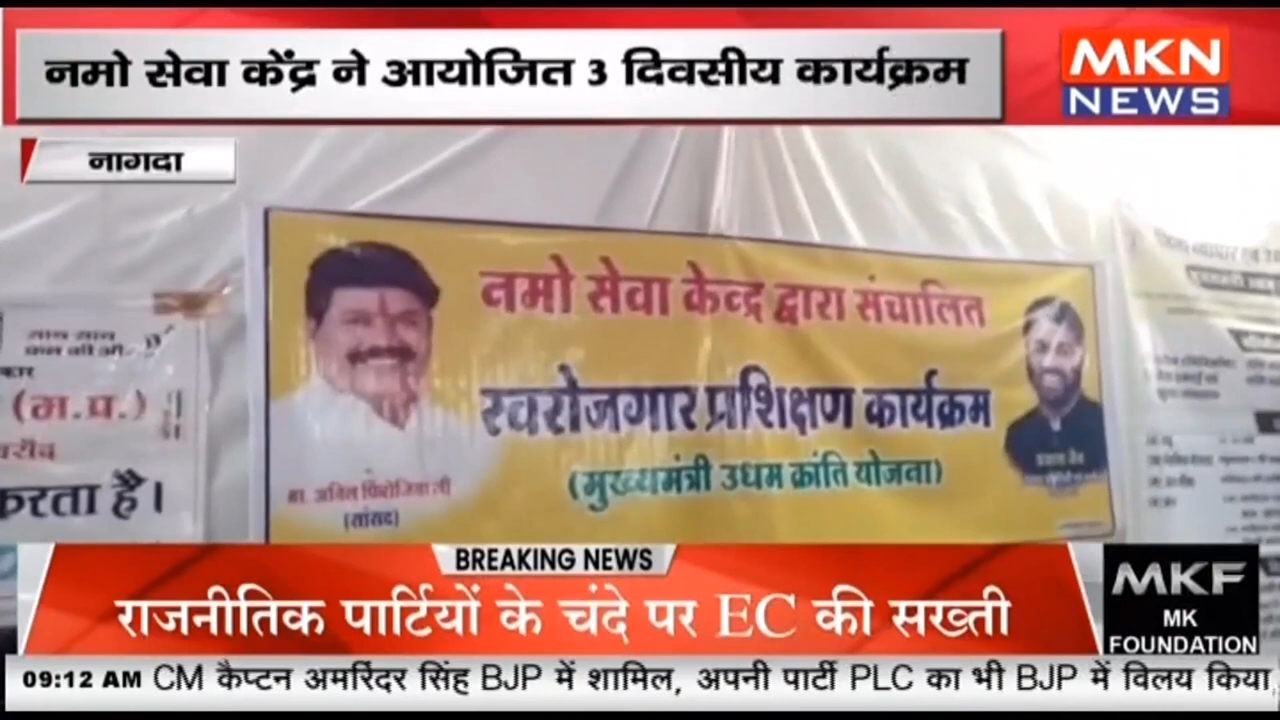 नमो सेवा केंद्र ने आयोजित 3 दिवसीय कार्यक्रम
MKN
NEWS
नागदा
नमो सेवा केन्द्र द्वारा संचालित
स्वरोजगार प्रशिक्षण कार्यक्रम
(मुख्यमंत्री उधम क्रांति योजना)
मा. अनिल फिरोजिया जी
(सांसद)
(म.प्र.)
करता है।
BREAKING NEWS
राजनीतिक पार्टियों के चंदे पर EC की सख्ती
MKF
MK
FOUNDATION
09:12 AM CM कैप्टन अमरिंदर सिंह BJP में शामिल, अपनी पार्टी PLC का भी BJP में विलय किया